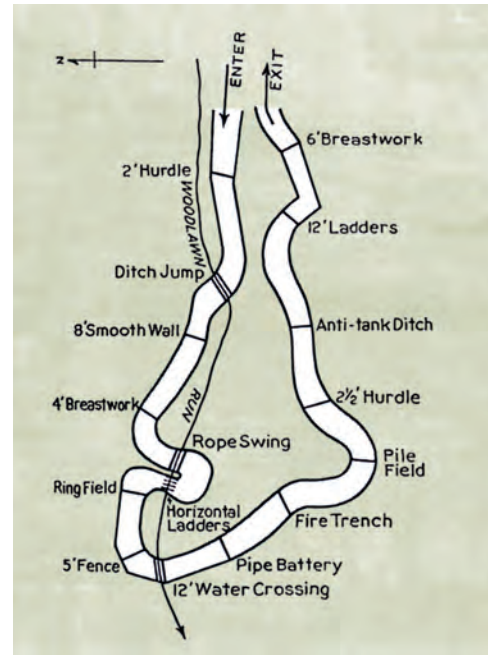 N
ENTER
EXIT
6' Breastwork
2' Hurdle
WOODLAWN
12' Ladders
Ditch Jump
8' Smooth Wall
Anti-tank Ditch
4' Breastwork
RUN
2½' Hurdle
Rope Swing
Pile
Field
Ring Field
Horizontal
Ladders
Fire Trench
5' Fence
Pipe Battery
12' Water Crossing